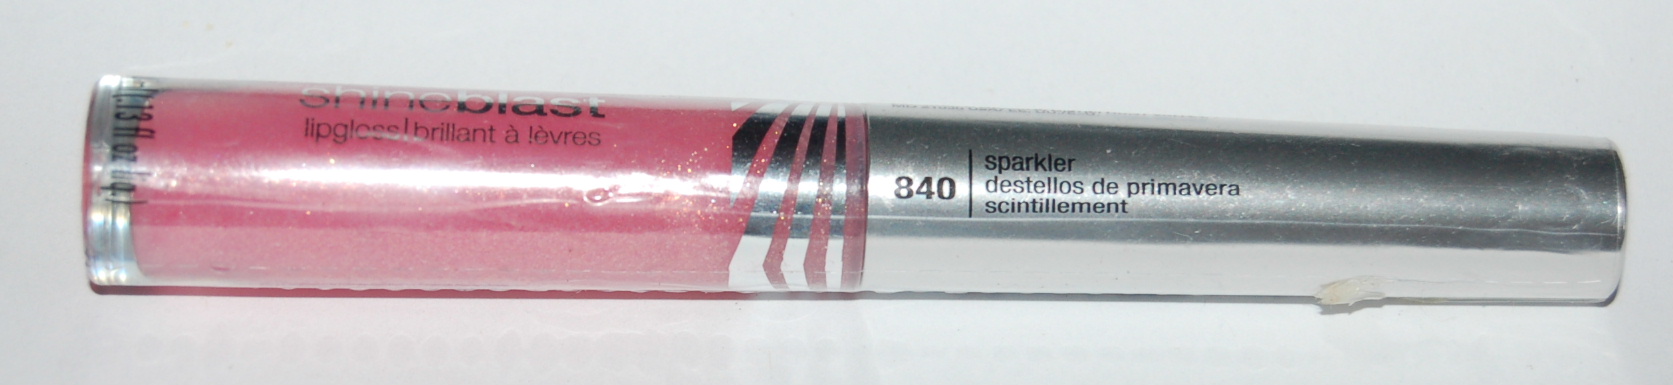 shineblast
lipgloss | brillant à lèvres
840
sparkler
destellos de primavera
scintillement